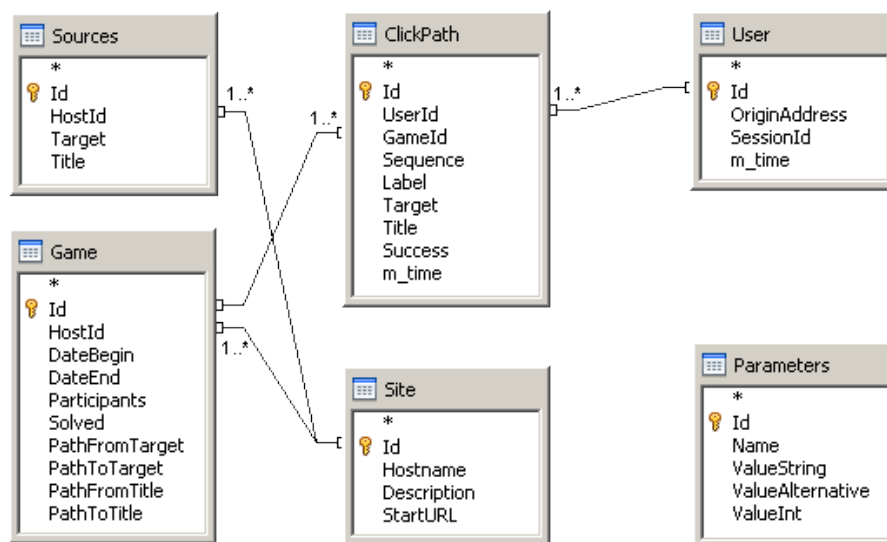 Sources
*
Id
HostId
Target
Title
1..*
1..*
ClickPath
*
Id
UserId
GameId
Sequence
Label
Target
Title
Success
m_time
1..*
User
*
Id
OriginAddress
SessionId
m_time
Game
*
Id
HostId
DateBegin
DateEnd
Participants
Solved
PathFromTarget
PathToTarget
PathFromTitle
PathToTitle
1..*
Site
*
Id
Hostname
Description
StartURL
Parameters
*
Id
Name
ValueString
ValueAlternative
ValueInt